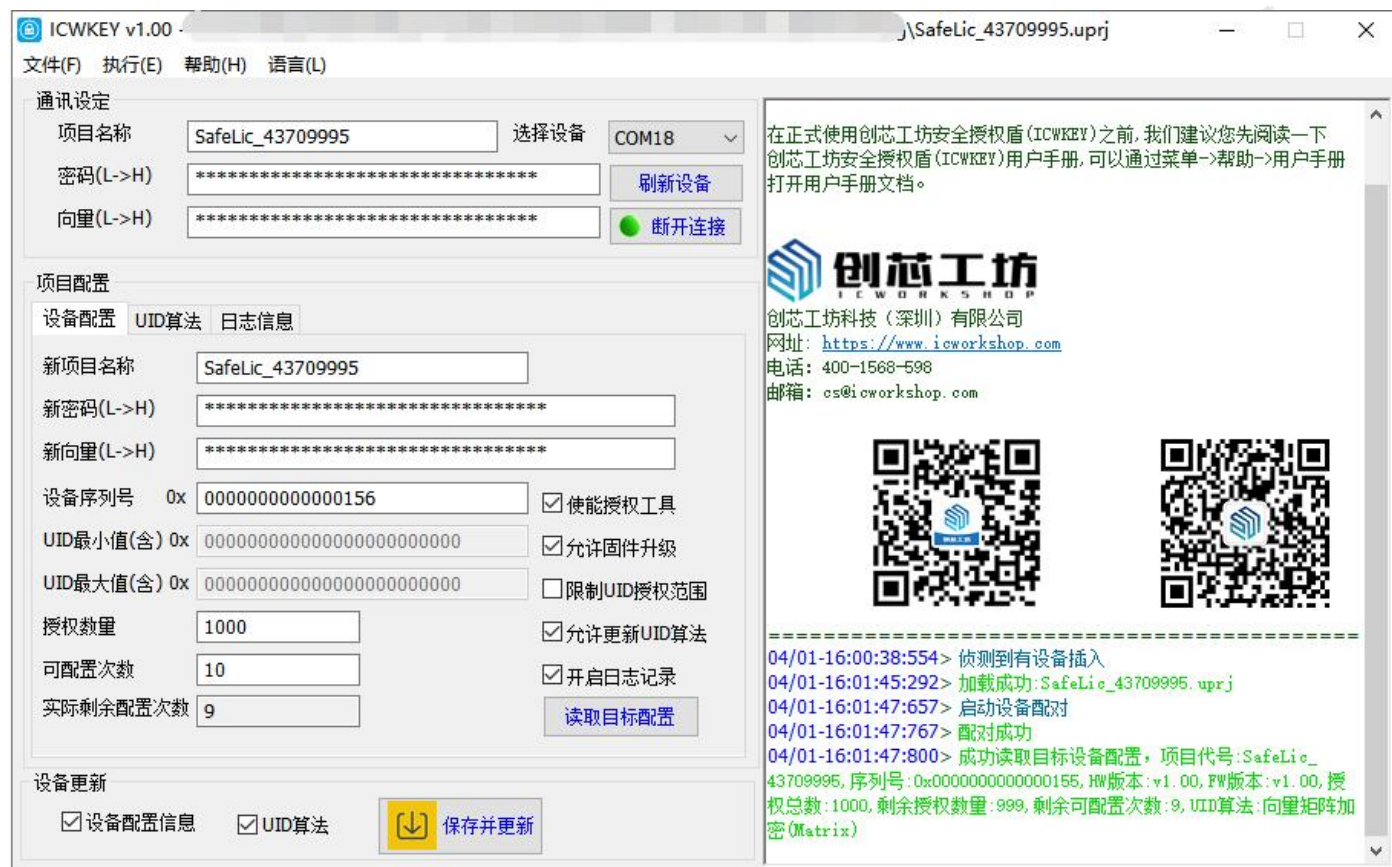 ICWKEY v1.00 -
\SafeLic_43709995.uprj
文件(F) 执行(E) 帮助(H) 语言(L)
通讯设定
项目名称 SafeLic_43709995 选择设备 COM18
密码(L->H) ******************************** 刷新设备
向量(L->H) ******************************** 断开连接
项目配置
设备配置 UID算法 日志信息
新项目名称 SafeLic_43709995
新密码(L->H) ********************************
新向量(L->H) ********************************
设备序列号 0x 0000000000000156 使能授权工具
UID最小值(含) 0x 000000000000000000000000 允许固件升级
UID最大值(含) 0x 000000000000000000000000 限制UID授权范围
授权数量 1000 允许更新UID算法
可配置次数 10 开启日志记录
实际剩余配置次数 9 读取目标配置
设备更新
设备配置信息 UID算法 保存并更新
在正式使用创芯工坊安全授权盾(ICWKEY)之前,我们建议您先阅读一下
创芯工坊安全授权盾(ICWKEY)用户手册,可以通过菜单->帮助->用户手册
打开用户手册文档。
创芯工坊
ICWORKSHOP
创芯工坊科技（深圳）有限公司
网址: https://www.icworkshop.com
电话: 400-1568-598
邮箱: cs@icworkshop.com
===========================================
04/01-16:00:38:554> 侦测到有设备插入
04/01-16:01:45:292> 加载成功:SafeLic_43709995.uprj
04/01-16:01:47:657> 启动设备配对
04/01-16:01:47:767> 配对成功
04/01-16:01:47:800> 成功读取目标设备配置，项目代号:SafeLic_
43709995,序列号:0x0000000000000155,HW版本:v1.00,FW版本:v1.00,授
权总数:1000,剩余授权数量:999,剩余可配置次数:9,UID算法:向量矩阵加
密(Matrix)